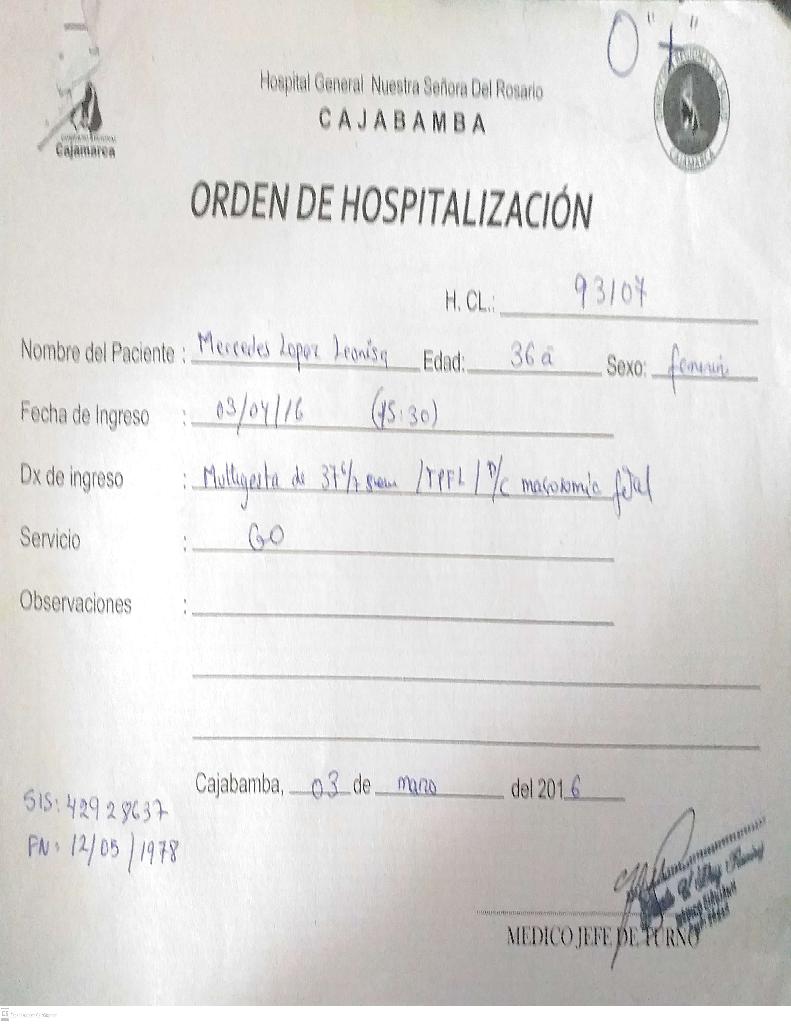 O "+"
Hospital General Nuestra Señora Del Rosario
CAJABAMBA
Cajamarca
CAJAMARCA
ORDEN DE HOSPITALIZACIÓN
H. CL.: 93107
Nombre del Paciente : Mercedes Lopez Leonisa Edad: 36 a Sexo: femenin
Fecha de Ingreso : 03/04/16 (15:30)
Dx de ingreso : Multigesta de 37 6/7 sem / TPFL / D/C macrosomia fetal
Servicio : GO
Observaciones :
Cajabamba, 03 de marzo del 2016
SIS: 42928637
FN: 12/05/1978
MEDICO JEFE DE TURNO